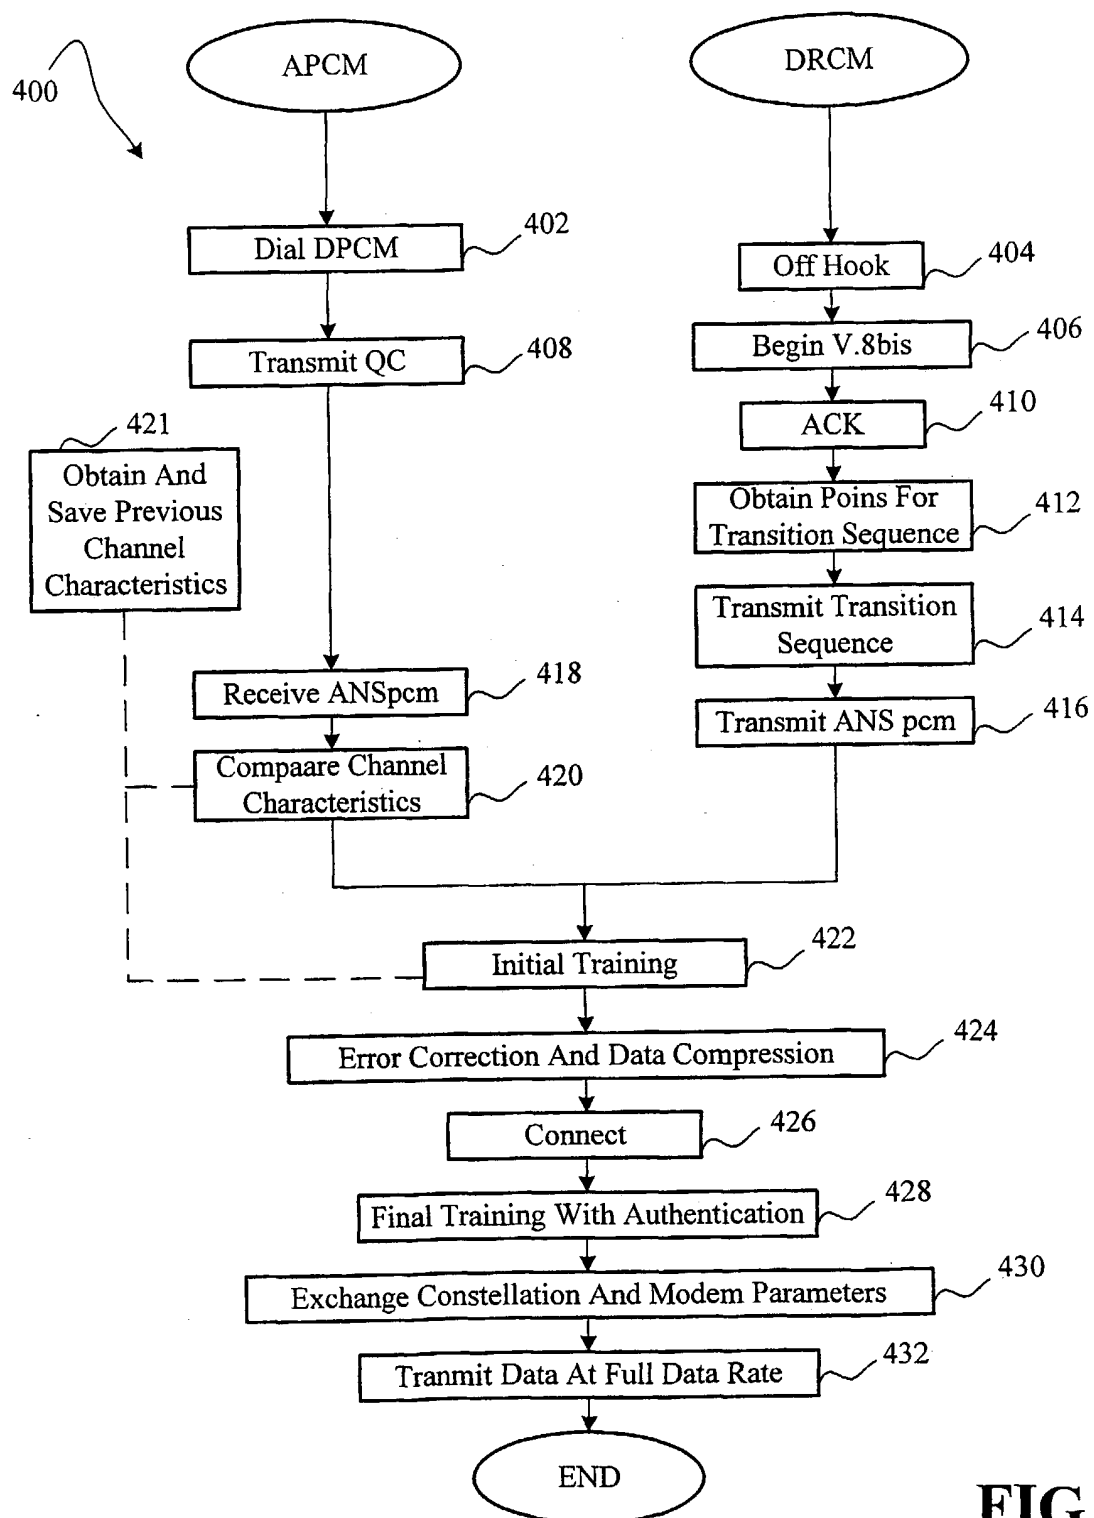 400
APCM
DRCM
Dial DPCM
402
Off Hook
404
Transmit QC
408
Begin V.8bis
406
ACK
410
421
Obtain And
Save Previous
Channel
Characteristics
Obtain Poins For
Transition Sequence
412
Transmit Transition
Sequence
414
Receive ANSpcm
418
Transmit ANS pcm
416
Compaare Channel
Characteristics
420
Initial Training
422
Error Correction And Data Compression
424
Connect
426
Final Training With Authentication
428
Exchange Constellation And Modem Parameters
430
Tranmit Data At Full Data Rate
432
END
FIG